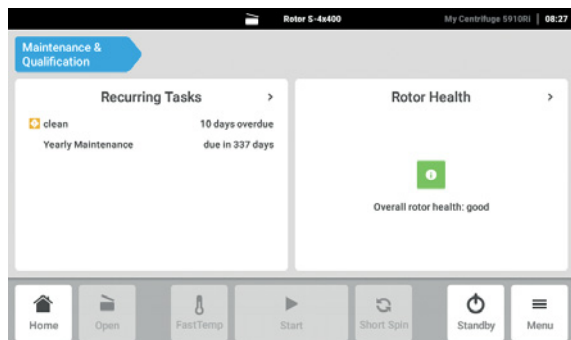 Rotor S-4x400
My Centrifuge 5910Ri | 08:27
Maintenance &
Qualification
Recurring Tasks >
clean 10 days overdue
Yearly Maintenance due in 337 days
Rotor Health >
Overall rotor health: good
Home
Open
FastTemp
Start
Short Spin
Standby
Menu